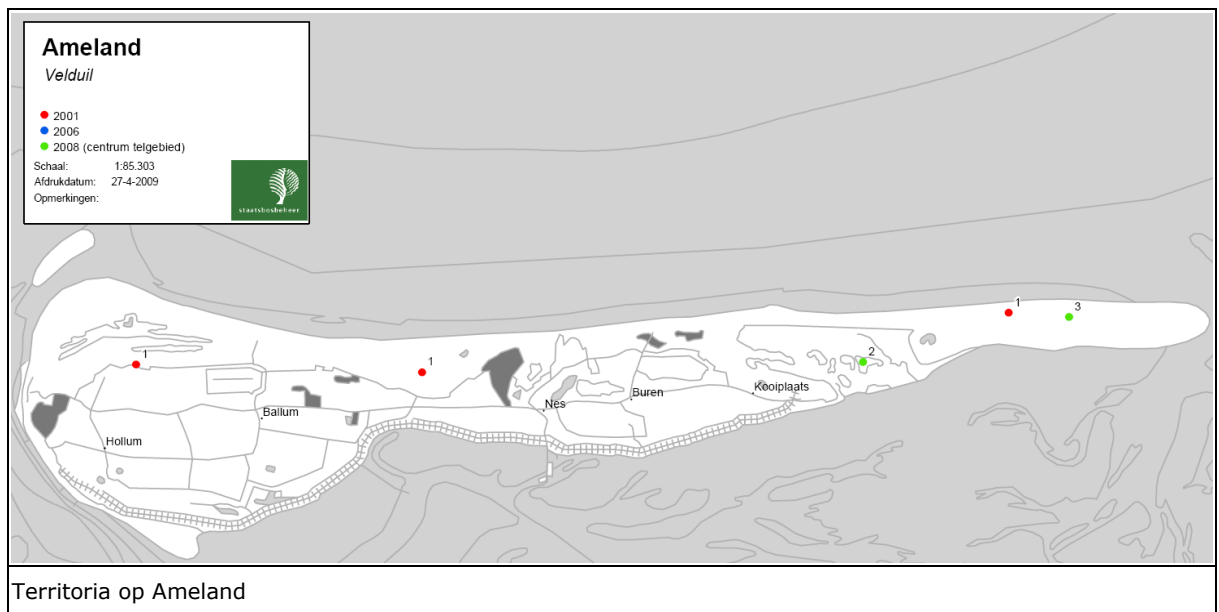 Ameland
Velduil
2001
2006
2008 (centrum telgebied)
Schaal: 1:85.303
Afdrukdatum: 27-4-2009
Opmerkingen:
staatsbosbeheer
1
3
1
1
2
Kooiplaats
Buren
Nes
Ballum
Hollum
Territoria op Ameland